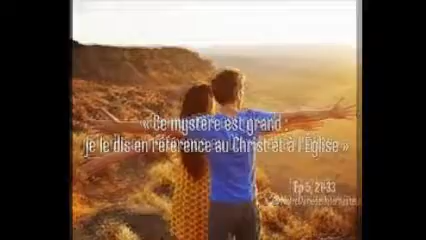 « Ce mystère est grand :
je le dis en référence au Christ et à l'Église »
Ep 5, 21-33